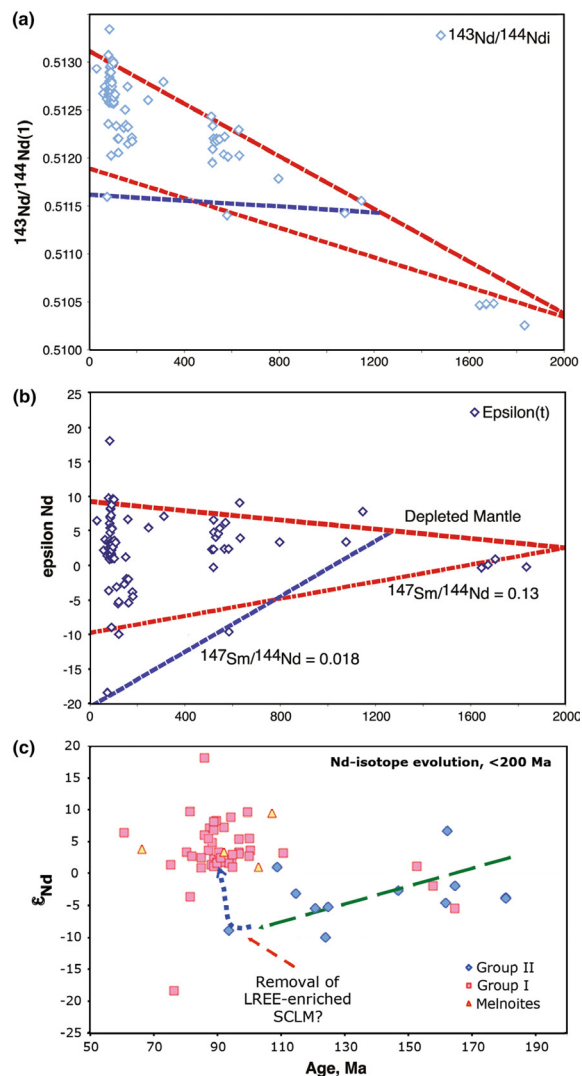 (a)
143Nd/144Ndi
143Nd/144Nd(1)
0.5130
0.5125
0.5120
0.5115
0.5110
0.5105
0.5100
0 400 800 1200 1600 2000
(b)
Epsilon(t)
epsilon Nd
25
20
15
10
5
0
-5
-10
-15
-20
Depleted Mantle
147Sm/144Nd = 0.13
147Sm/144Nd = 0.018
0 400 800 1200 1600 2000
(c)
Nd-isotope evolution, <200 Ma
εNd
20
15
10
5
0
-5
-10
-15
-20
-25
Removal of
LREE-enriched
SCLM?
Group II
Group I
Melnoites
50 70 90 110 130 150 170 190
Age, Ma